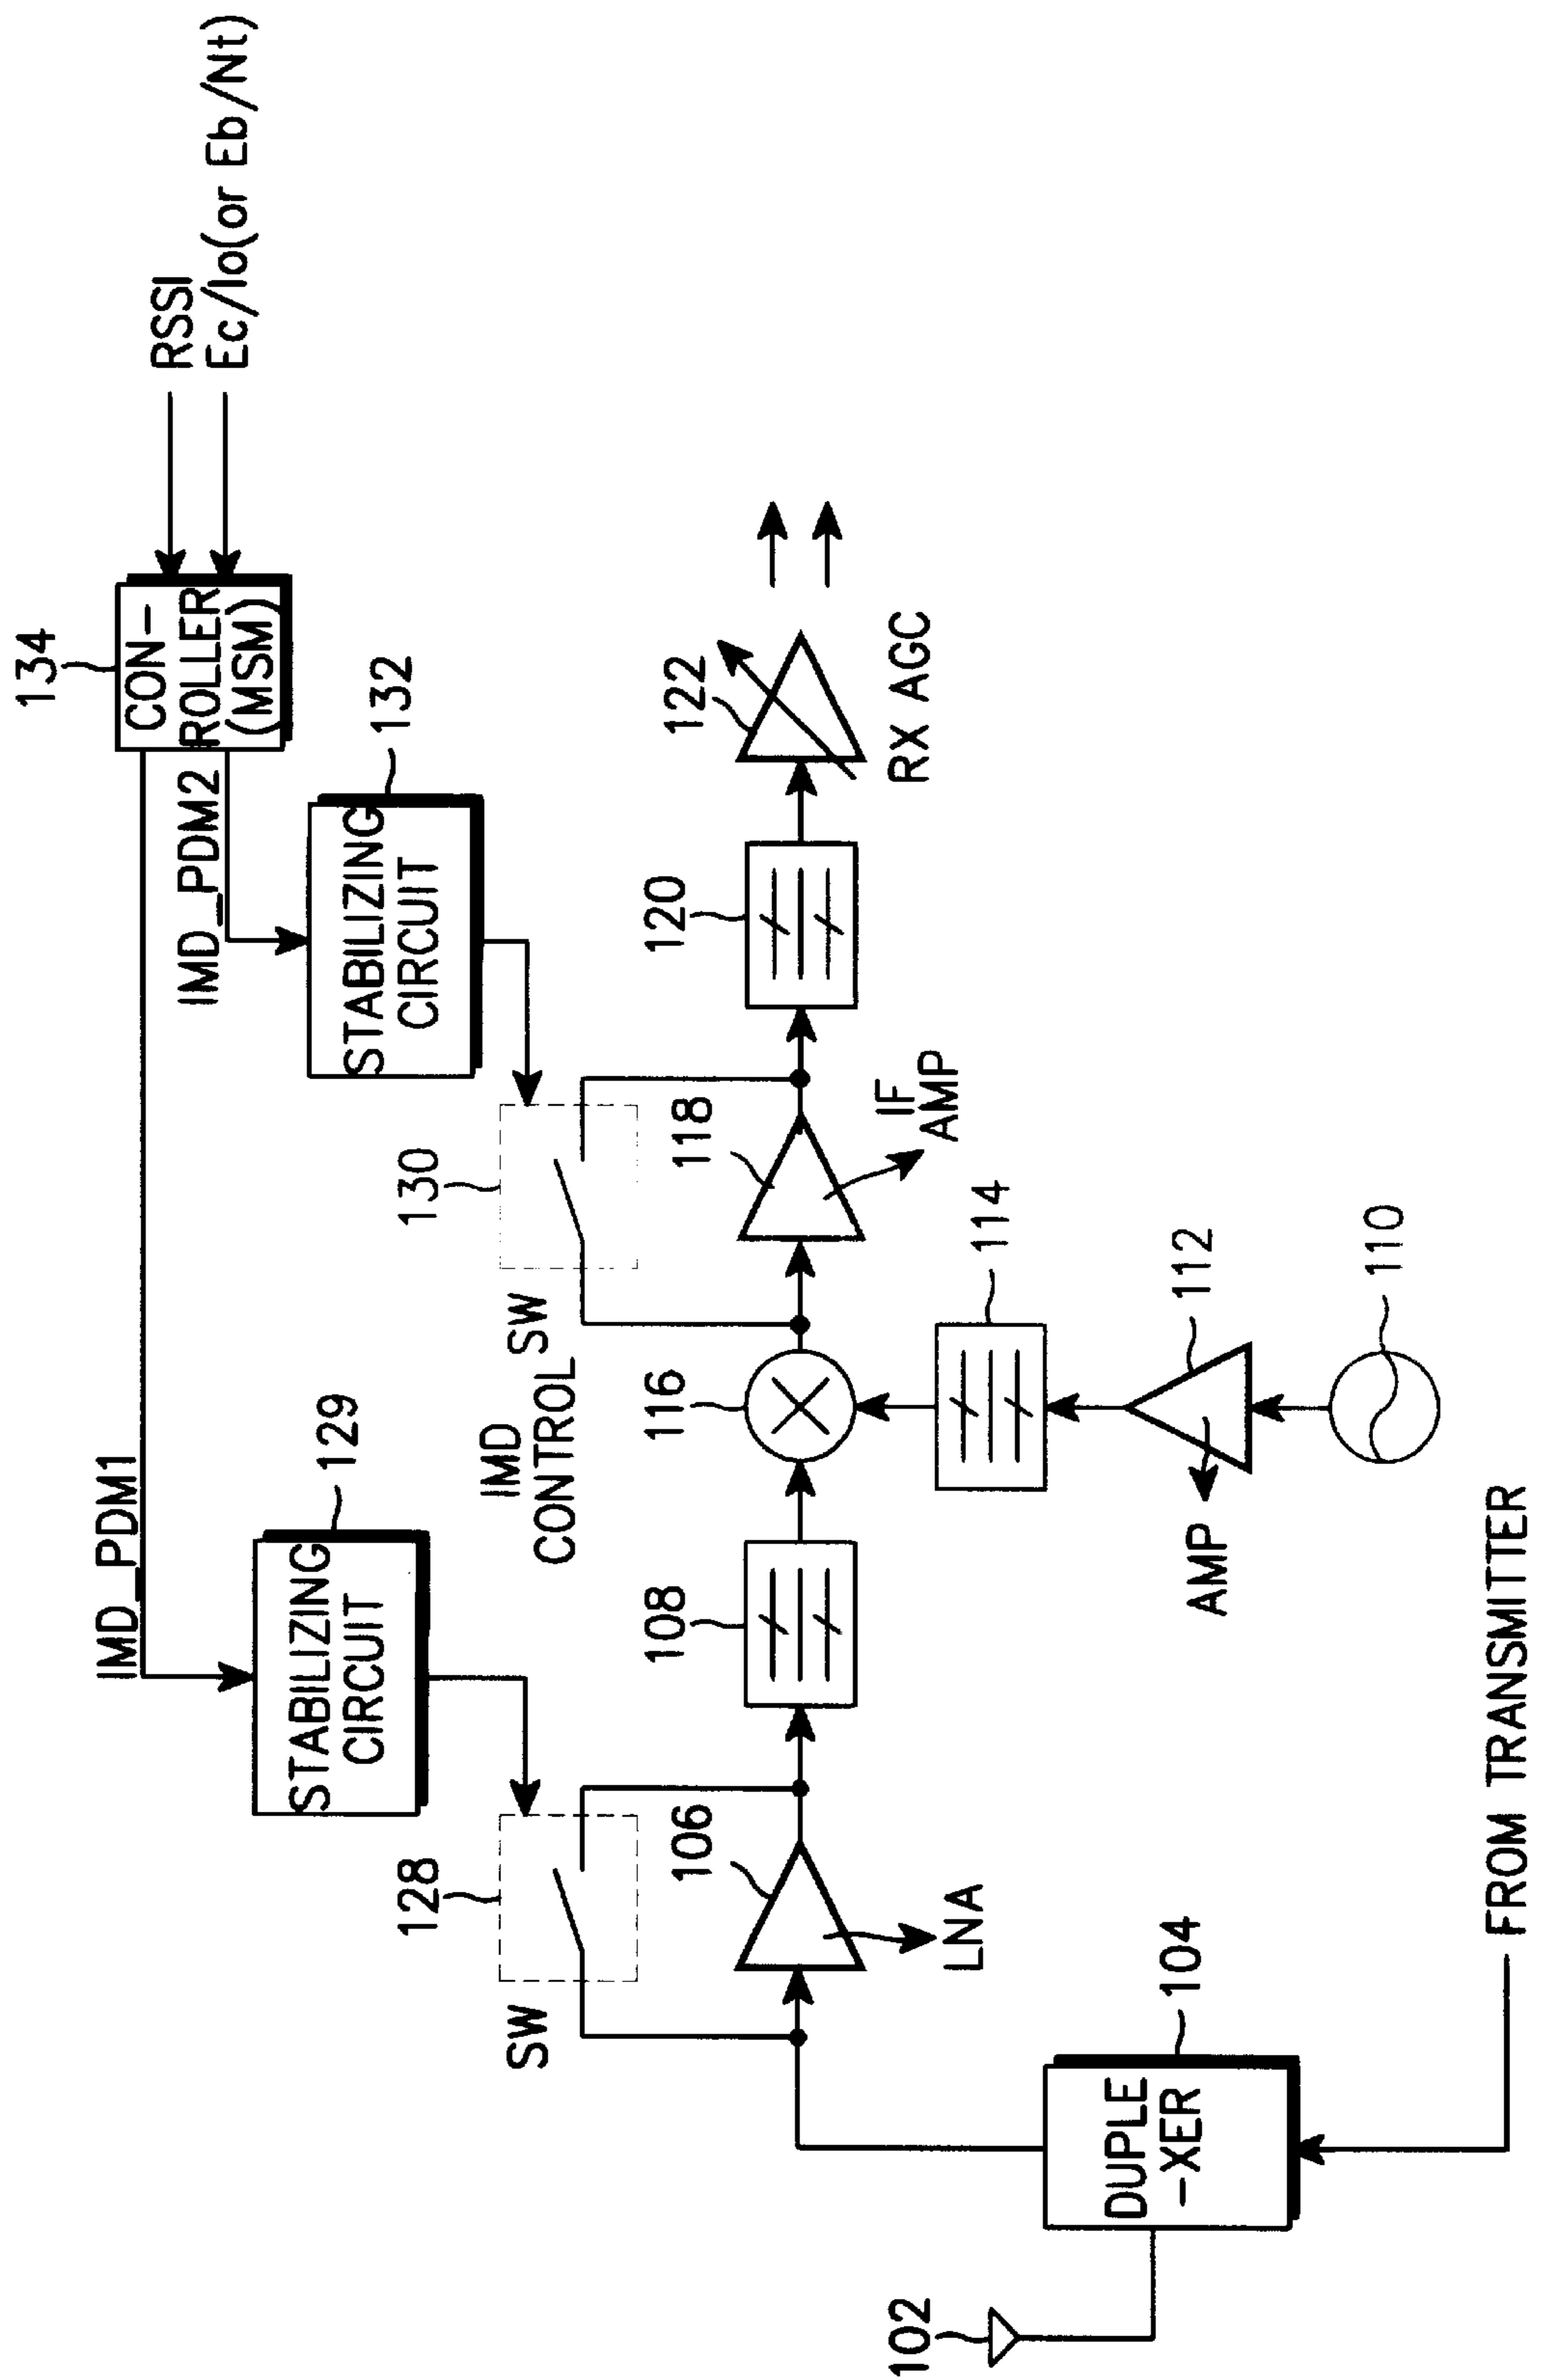 134
CON-
ROLLER
(MSM)
RSSI
Ec/Io(or Eb/Nt)
IMD_PDM1
IMD_PDM2
129
STABILIZING
CIRCUIT
132
STABILIZING
CIRCUIT
128
SW
130
SW
IMD
CONTROL
106
LNA
108
116
118
IF
AMP
120
122
RX AGC
114
112
AMP
110
102
104
DUPLE
-XER
FROM TRANSMITTER